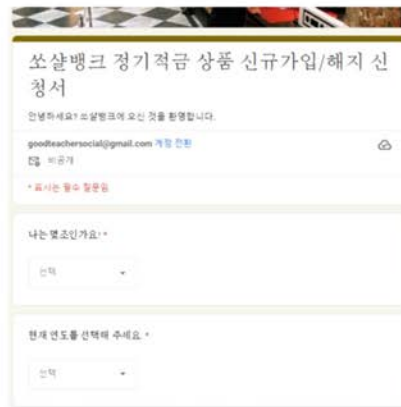 쏘샬뱅크 정기적금 상품 신규가입/해지 신
청서
안녕하세요? 쏘샬뱅크에 오신 것을 환영합니다.
goodteachersocial@gmail.com 계정 전환
비공개
* 표시는 필수 질문임
나는 몇조인가요? *
선택
현재 연도를 선택해 주세요. *
선택